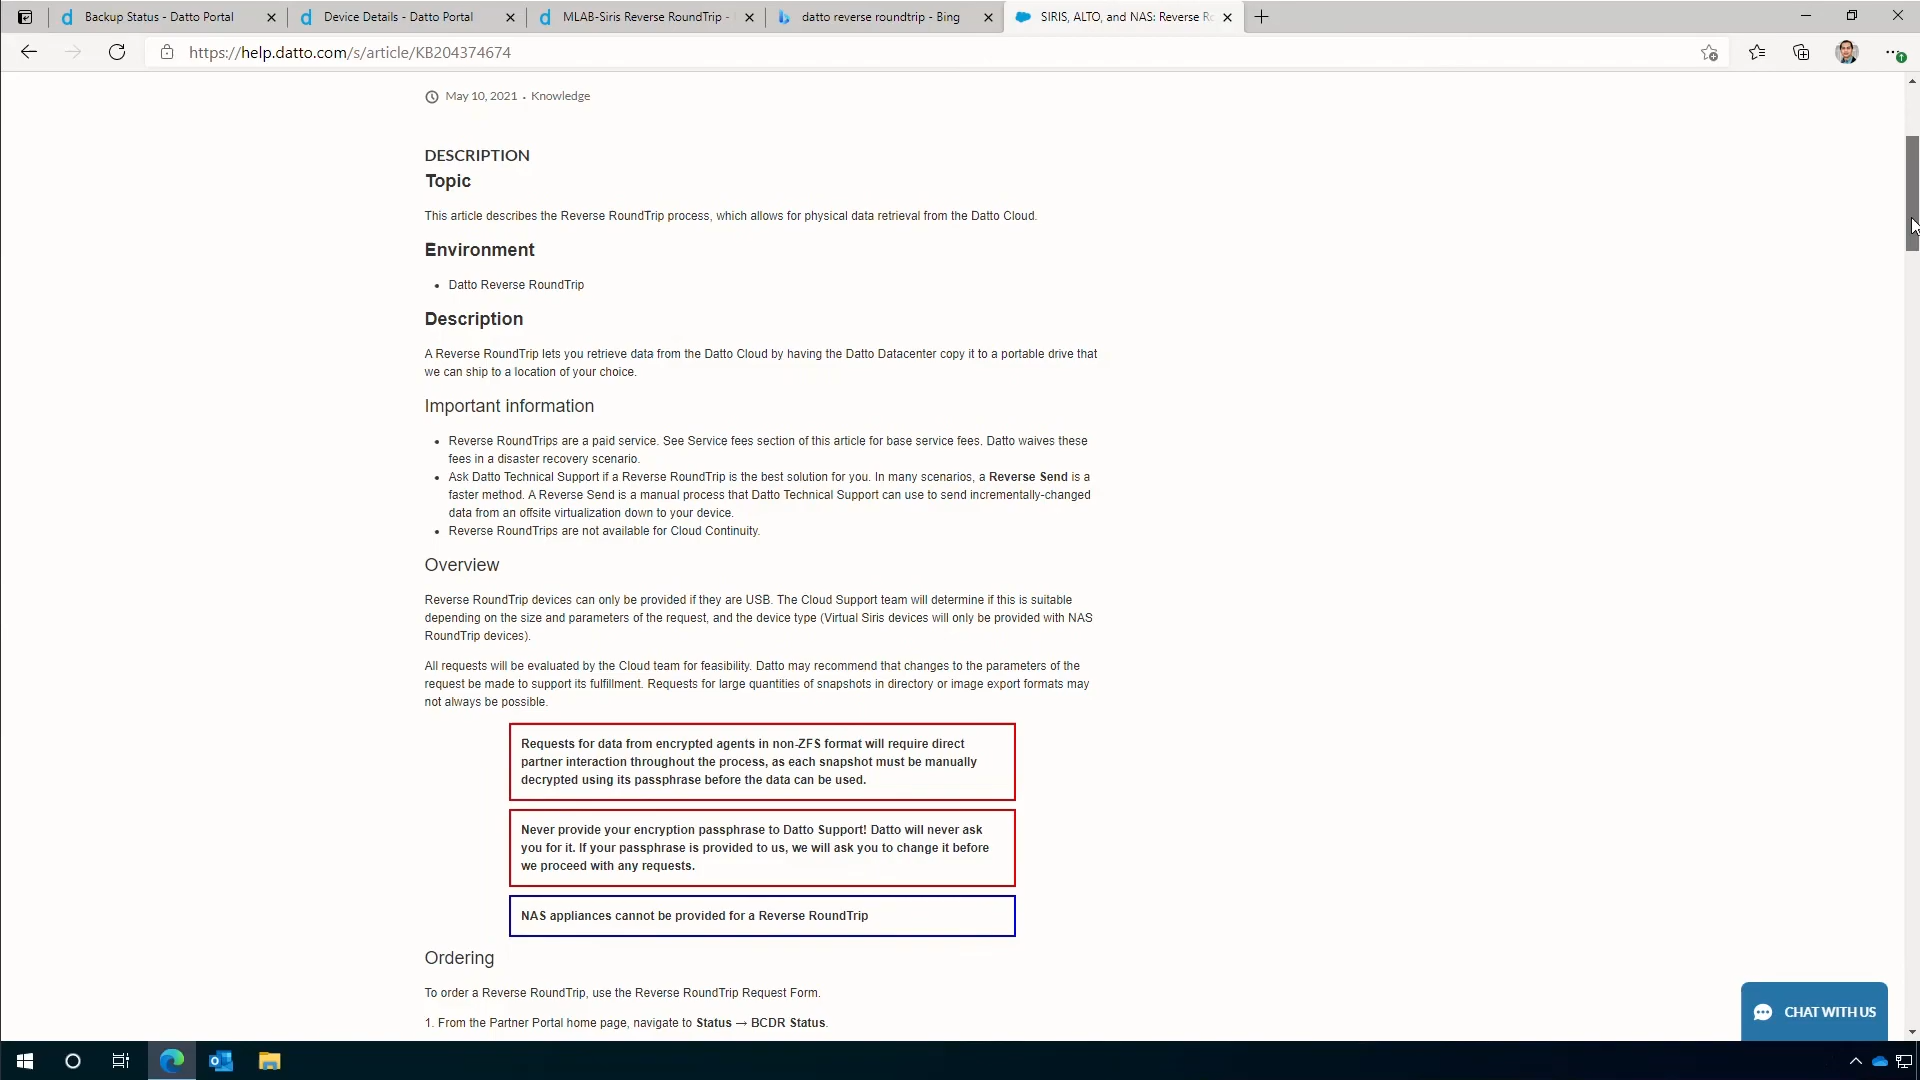 Backup Status - Datto Portal
Device Details - Datto Portal
MLAB-Siris Reverse RoundTrip -
datto reverse roundtrip - Bing
SIRIS, ALTO, and NAS: Reverse Ro
https://help.datto.com/s/article/KB204374674
May 10, 2021 • Knowledge
DESCRIPTION
Topic
This article describes the Reverse RoundTrip process, which allows for physical data retrieval from the Datto Cloud.
Environment
• Datto Reverse RoundTrip
Description
A Reverse RoundTrip lets you retrieve data from the Datto Cloud by having the Datto Datacenter copy it to a portable drive that
we can ship to a location of your choice.
Important information
• Reverse RoundTrips are a paid service. See Service fees section of this article for base service fees. Datto waives these
fees in a disaster recovery scenario.
• Ask Datto Technical Support if a Reverse RoundTrip is the best solution for you. In many scenarios, a Reverse Send is a
faster method. A Reverse Send is a manual process that Datto Technical Support can use to send incrementally-changed
data from an offsite virtualization down to your device.
• Reverse RoundTrips are not available for Cloud Continuity.
Overview
Reverse RoundTrip devices can only be provided if they are USB. The Cloud Support team will determine if this is suitable
depending on the size and parameters of the request, and the device type (Virtual Siris devices will only be provided with NAS
RoundTrip devices).
All requests will be evaluated by the Cloud team for feasibility. Datto may recommend that changes to the parameters of the
request be made to support its fulfillment. Requests for large quantities of snapshots in directory or image export formats may
not always be possible.
Requests for data from encrypted agents in non-ZFS format will require direct
partner interaction throughout the process, as each snapshot must be manually
decrypted using its passphrase before the data can be used.
Never provide your encryption passphrase to Datto Support! Datto will never ask
you for it. If your passphrase is provided to us, we will ask you to change it before
we proceed with any requests.
NAS appliances cannot be provided for a Reverse RoundTrip
Ordering
To order a Reverse RoundTrip, use the Reverse RoundTrip Request Form.
1. From the Partner Portal home page, navigate to Status → BCDR Status.
CHAT WITH US